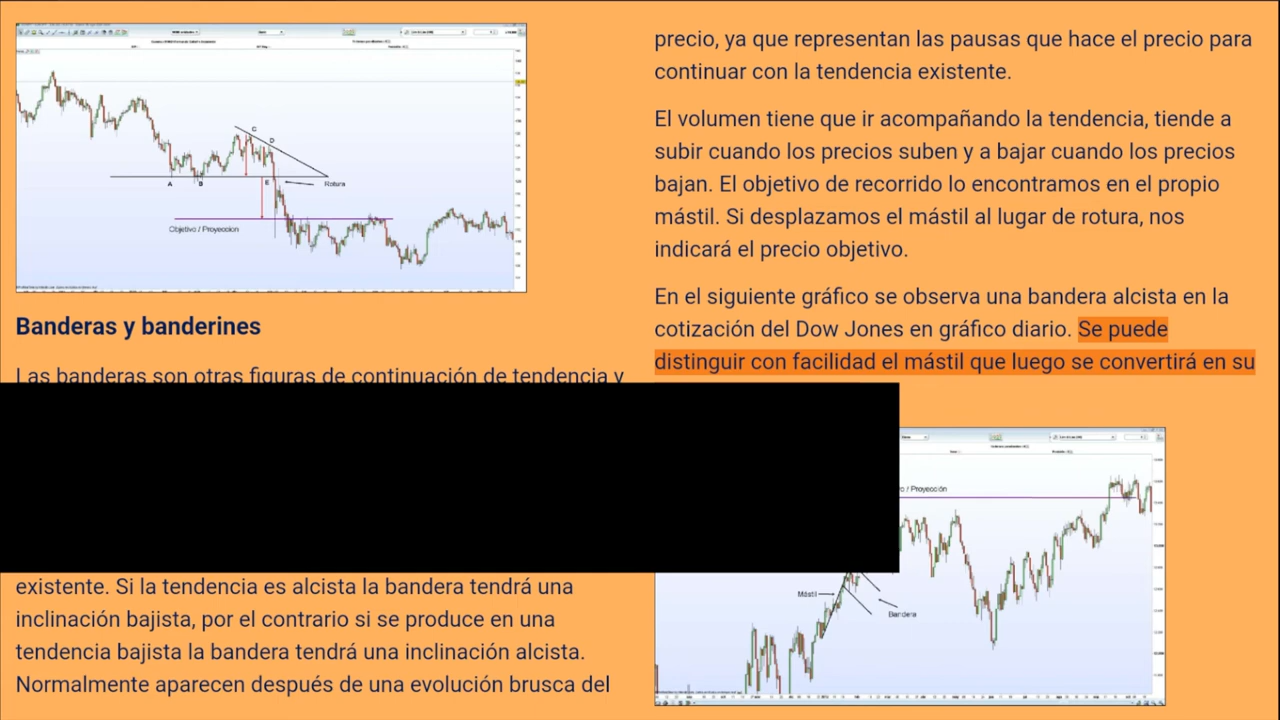 C
D
A
B
E
Rotura
Objetivo / Proyeccion
Banderas y banderines
Las banderas son otras figuras de continuación de tendencia y
existente. Si la tendencia es alcista la bandera tendrá una
inclinación bajista, por el contrario si se produce en una
tendencia bajista la bandera tendrá una inclinación alcista.
Normalmente aparecen después de una evolución brusca del
precio, ya que representan las pausas que hace el precio para
continuar con la tendencia existente.
El volumen tiene que ir acompañando la tendencia, tiende a
subir cuando los precios suben y a bajar cuando los precios
bajan. El objetivo de recorrido lo encontramos en el propio
mástil. Si desplazamos el mástil al lugar de rotura, nos
indicará el precio objetivo.
En el siguiente gráfico se observa una bandera alcista en la
cotización del Dow Jones en gráfico diario. Se puede
distinguir con facilidad el mástil que luego se convertirá en su
/ Proyección
Mástil
Bandera